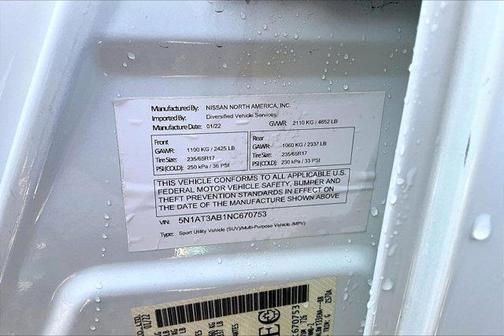 Manufactured By: NISSAN NORTH AMERICA, INC.
Imported By: Diversified Vehicle Services
Manufacture Date: 01/22 GVWR: 2110 KG / 4652 LB
Front
GAWR: 1100 KG / 2425 LB
Tire Size: 235/65R17
PSI(COLD): 250 kPa / 36 PSI
Rear
GAWR: 1060 KG / 2337 LB
Tire Size: 235/65R17
PSI(COLD): 230 kPa / 33 PSI
THIS VEHICLE CONFORMS TO ALL APPLICABLE U.S.
FEDERAL MOTOR VEHICLE SAFETY, BUMPER AND
THEFT PREVENTION STANDARDS IN EFFECT ON
THE DATE OF THE MANUFACTURE SHOWN ABOVE
VIN: 5N1AT3AB1NC670753
TYPE: Sport Utility Vehicle (SUV)/Multi-Purpose Vehicle (MPV)
01/22